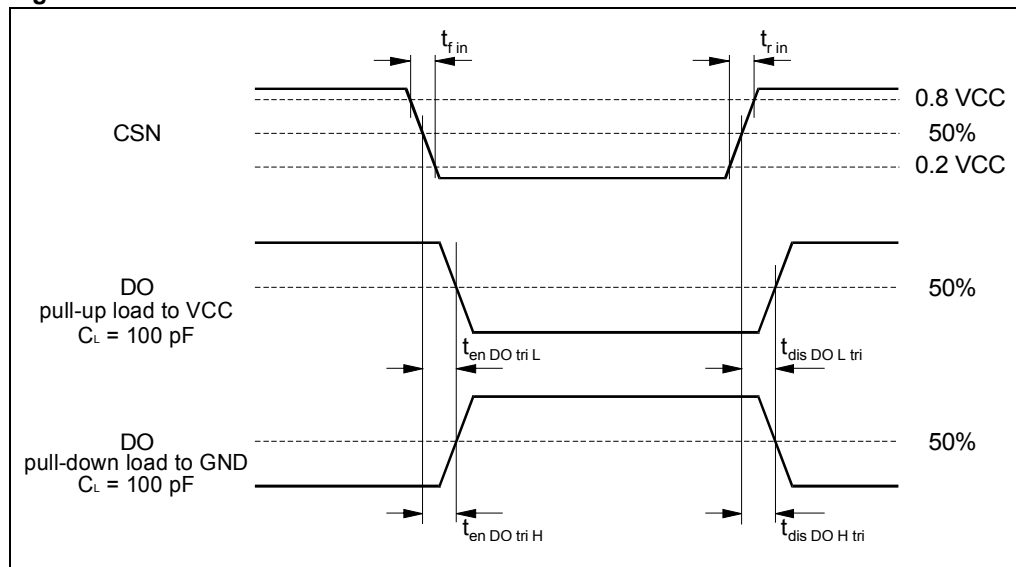 t f in
t r in
0.8 VCC
CSN
50%
0.2 VCC
DO
pull-up load to VCC
CL = 100 pF
50%
t en DO tri L
t dis DO L tri
DO
pull-down load to GND
CL = 100 pF
50%
t en DO tri H
t dis DO H tri